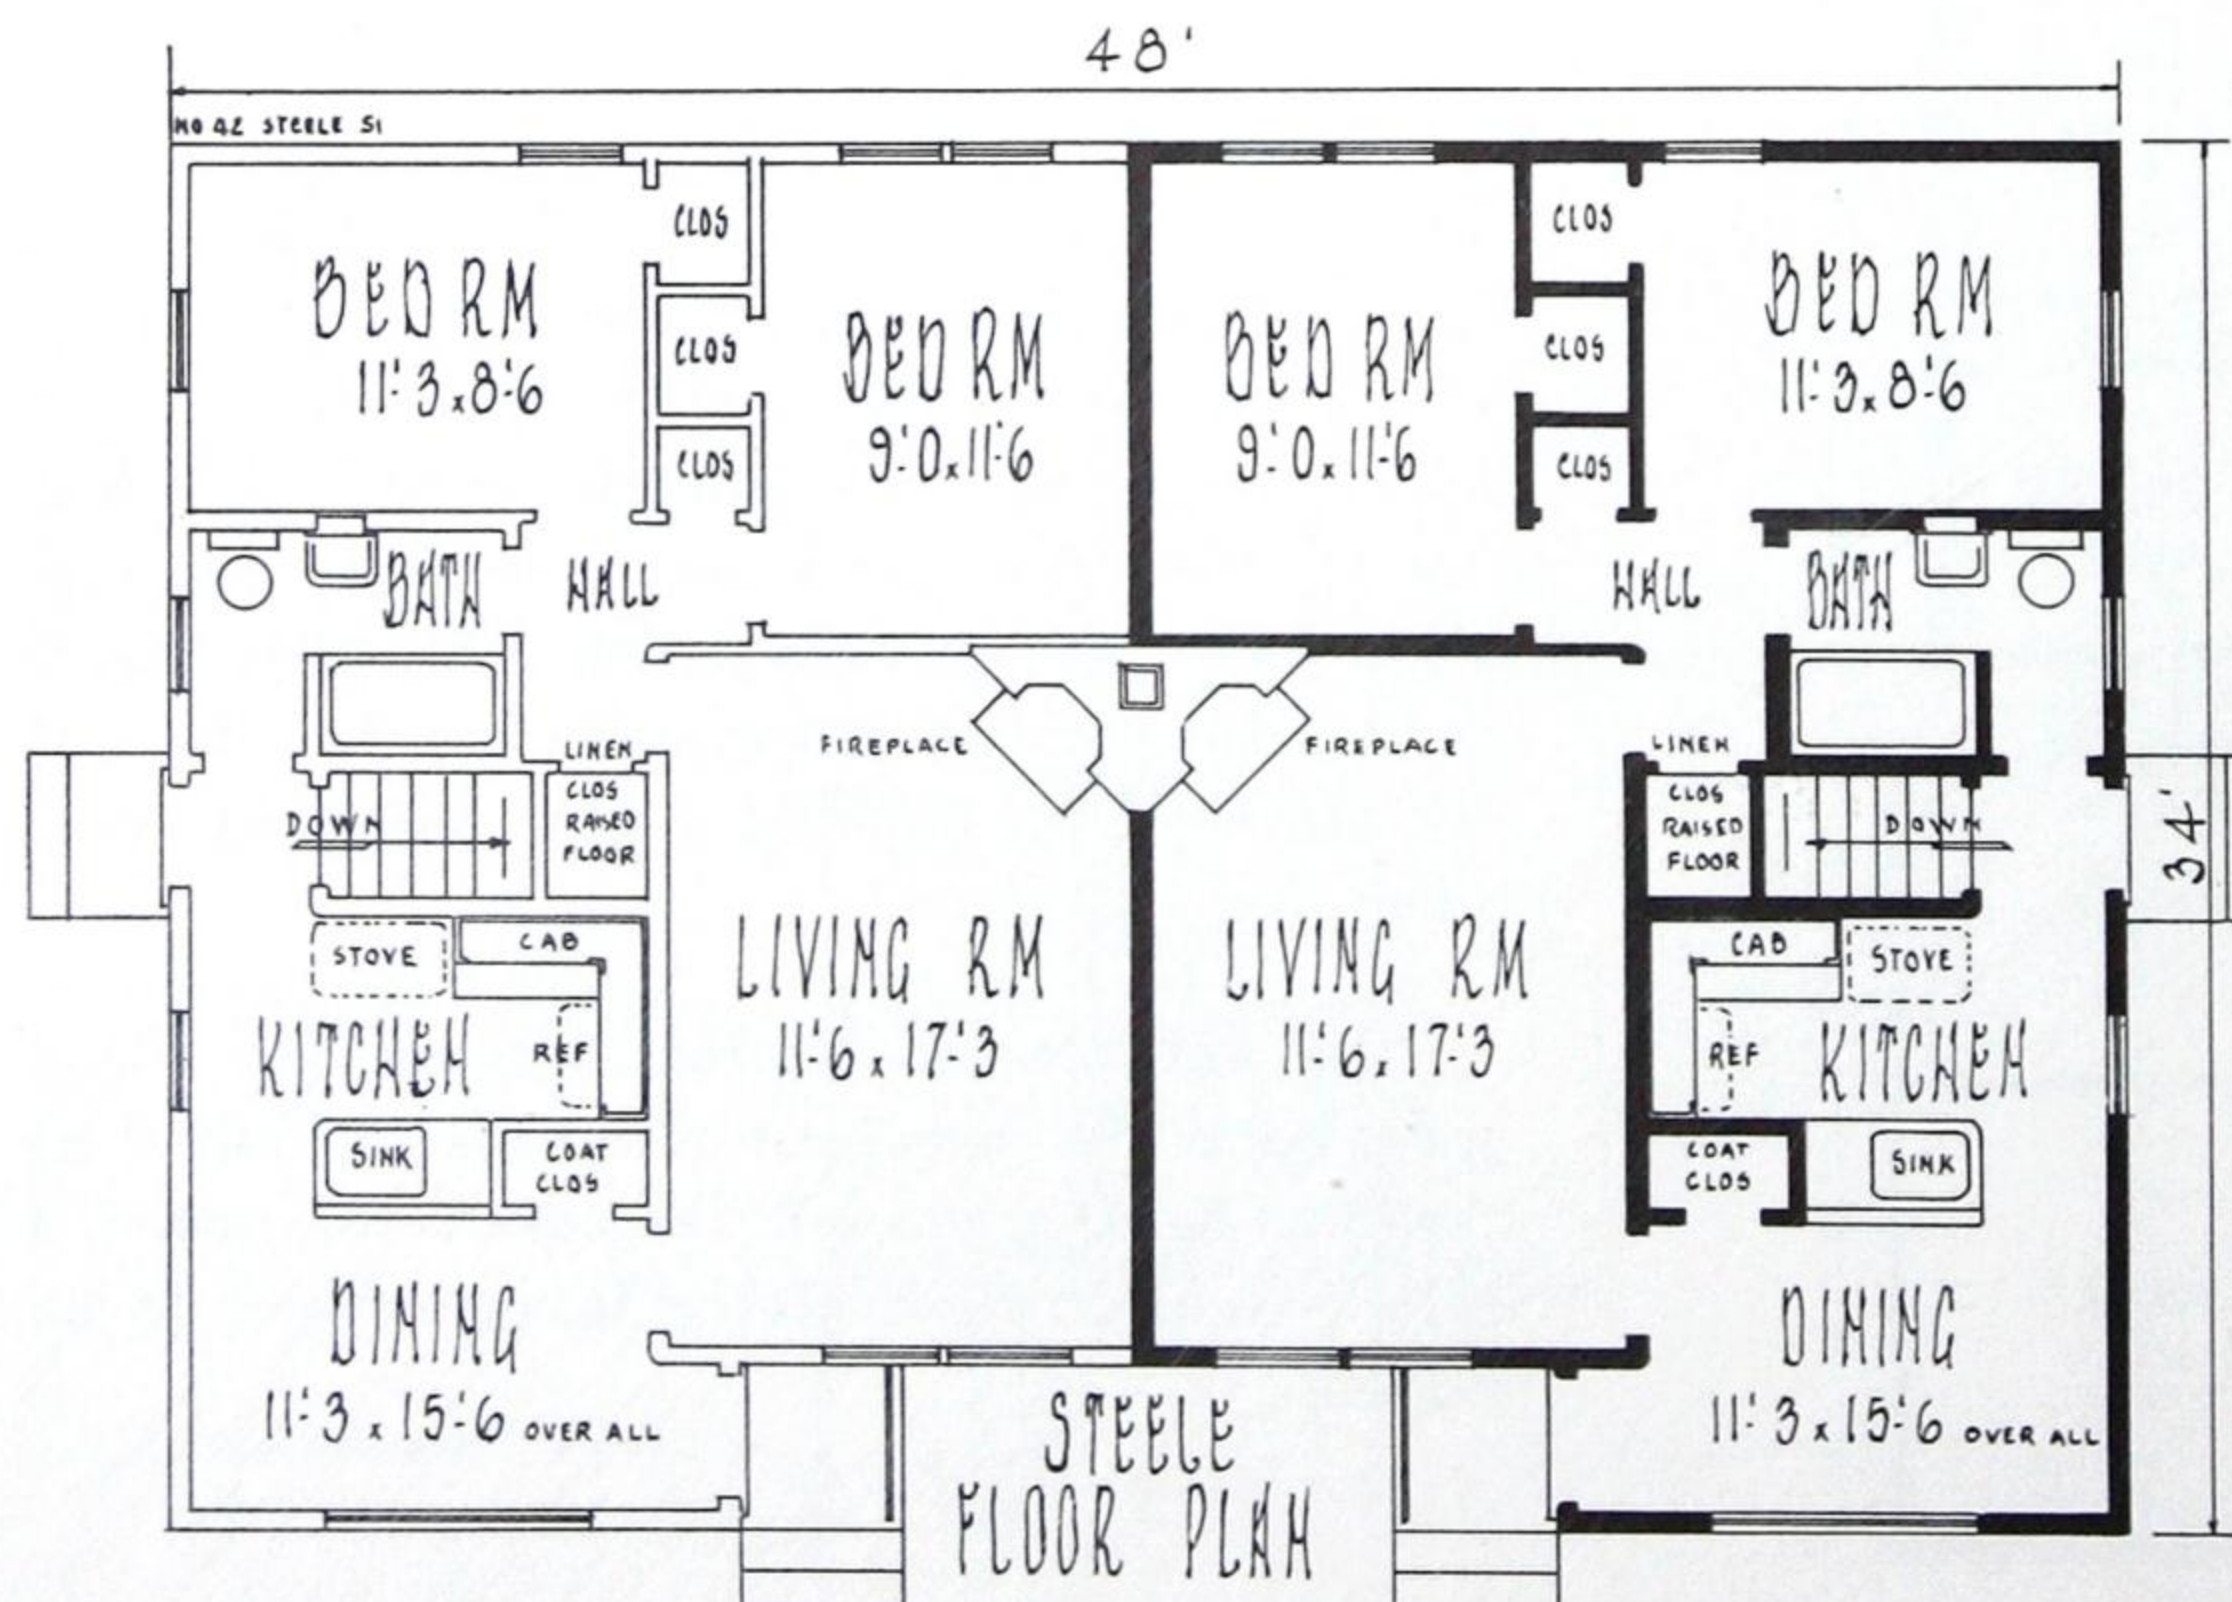 48'
NO 42 STEELE ST
CLOS
CLOS
BED RM
11'-3 x 8'-6
CLOS
BED RM
9'-0 x 11'-6
BED RM
9'-0 x 11'-6
CLOS
BED RM
11'-3 x 8'-6
CLOS
CLOS
BATH
HALL
HALL
BATH
LINEN
CLOS
RAISED
FLOOR
FIREPLACE
FIREPLACE
LINEN
CLOS
RAISED
FLOOR
DOWN
DOWN
34'
STOVE
CAB
KITCHEN
REF
LIVING RM
11'-6 x 17'-3
LIVING RM
11'-6 x 17'-3
CAB
STOVE
REF
KITCHEN
SINK
COAT
CLOS
COAT
CLOS
SINK
DINING
11'-3 x 15'-6 OVER ALL
DINING
11'-3 x 15'-6 OVER ALL
STEELE
FLOOR PLAN